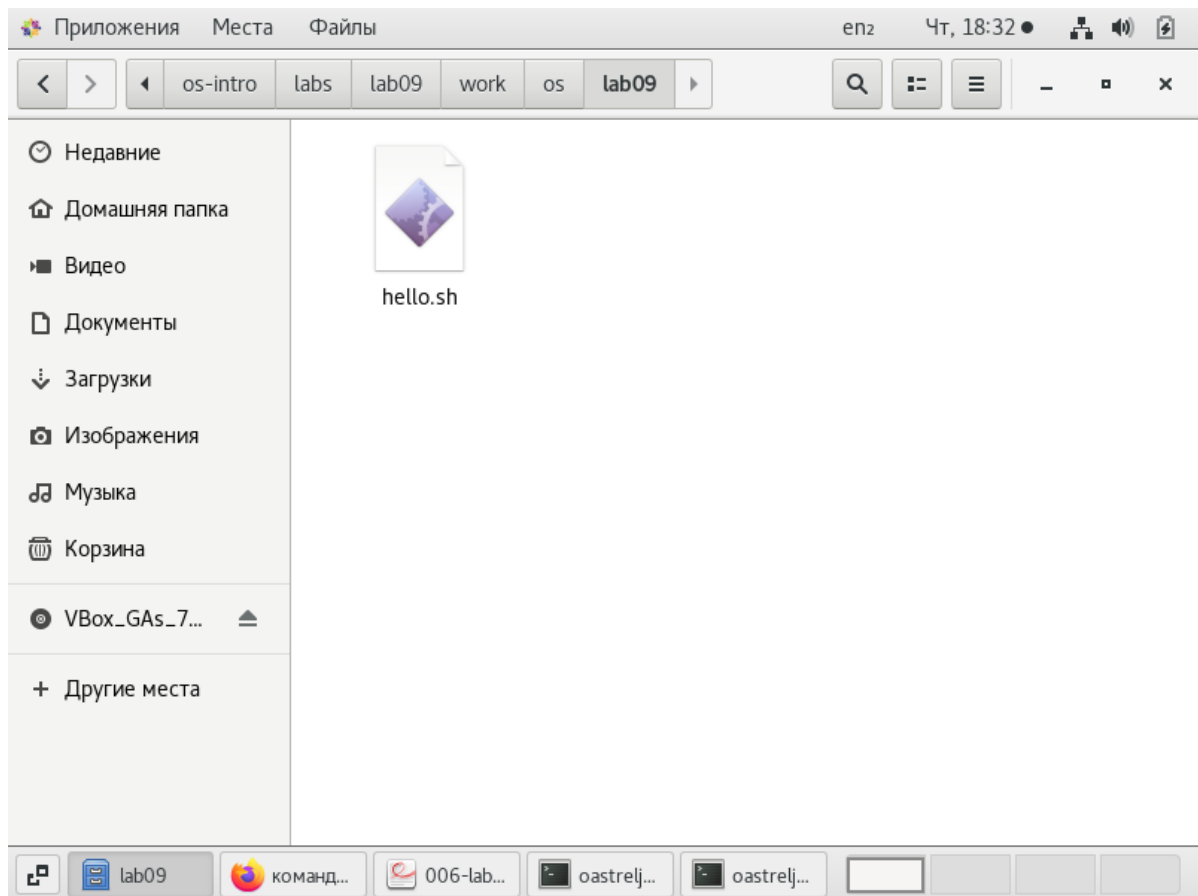 Приложения Места Файлы en₂ Чт, 18:32
os-intro labs lab09 work os lab09
Недавние
Домашняя папка
Видео
Документы
Загрузки
Изображения
Музыка
Корзина
VBox_GAs_7...
Другие места
hello.sh
lab09 команд... 006-lab... oastrelj... oastrelj...